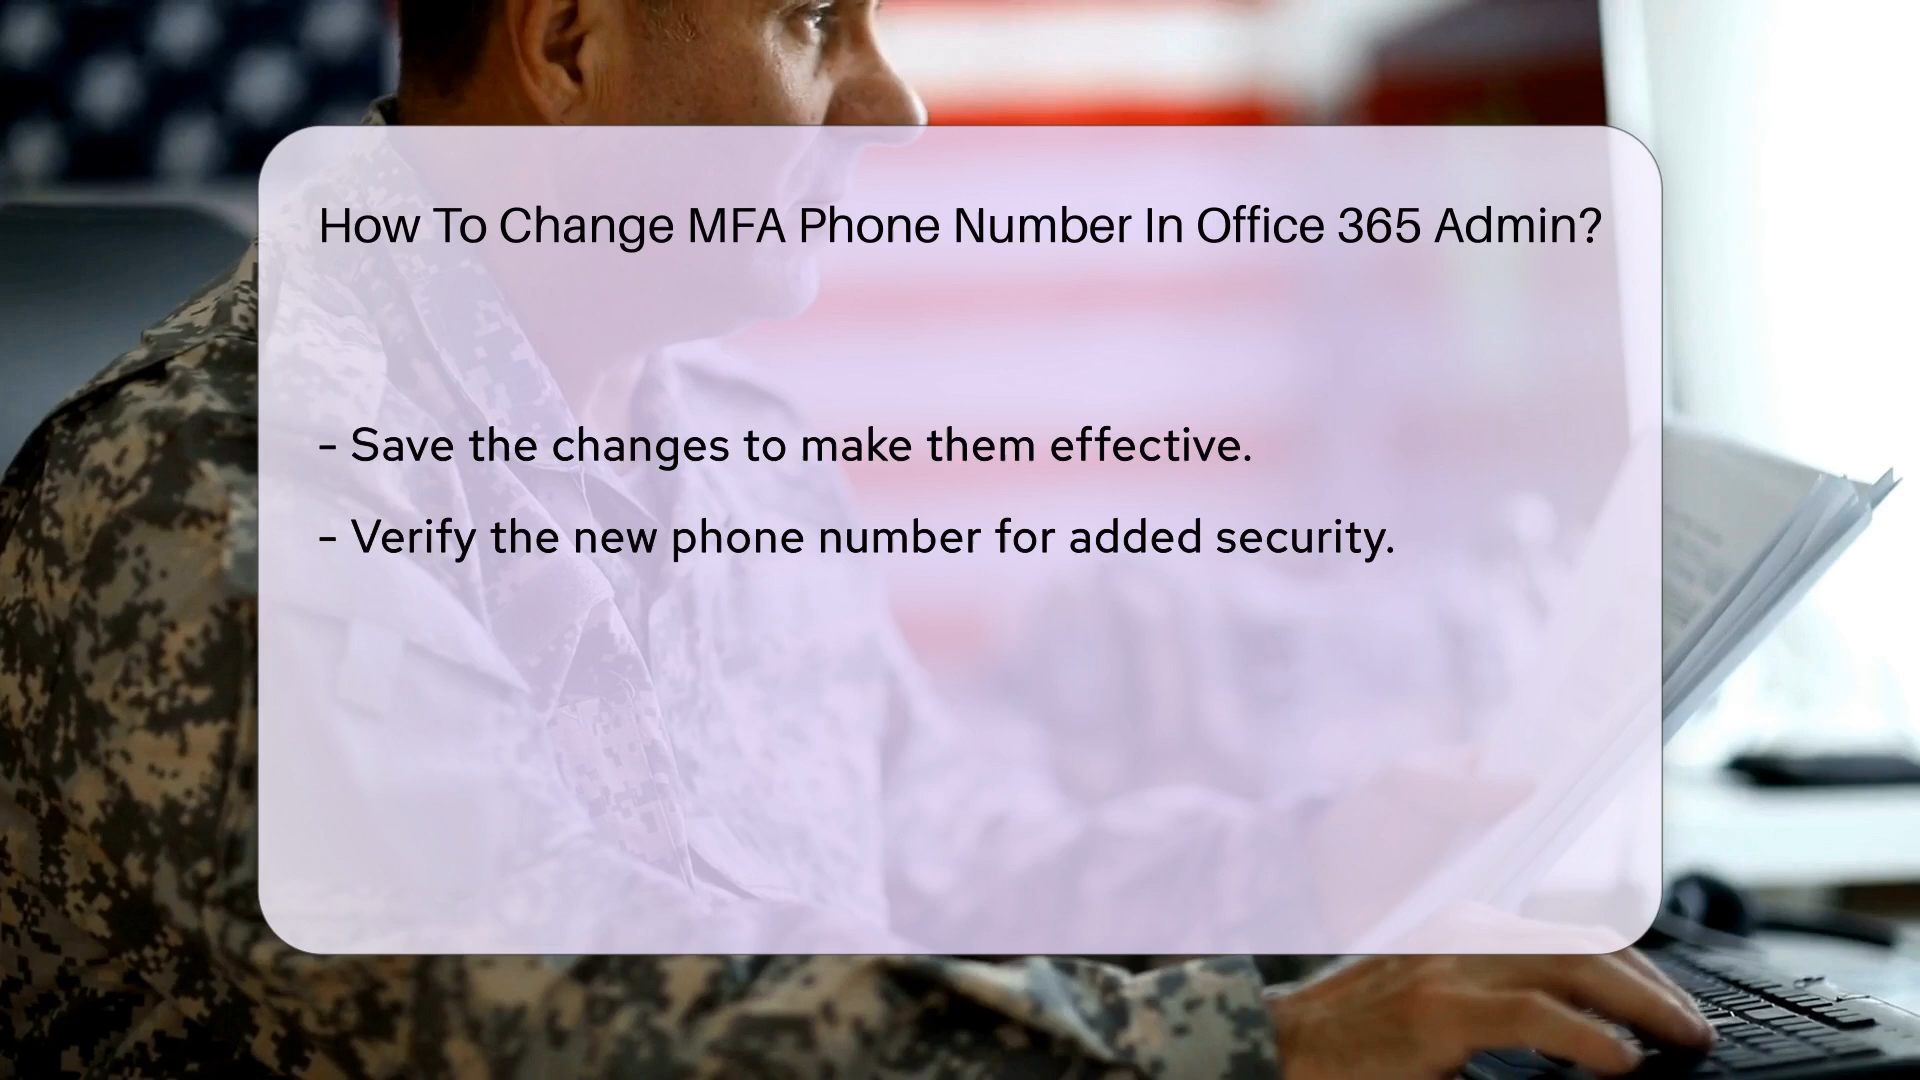 How To Change MFA Phone Number In Office 365 Admin?
- Save the changes to make them effective.
- Verify the new phone number for added security.